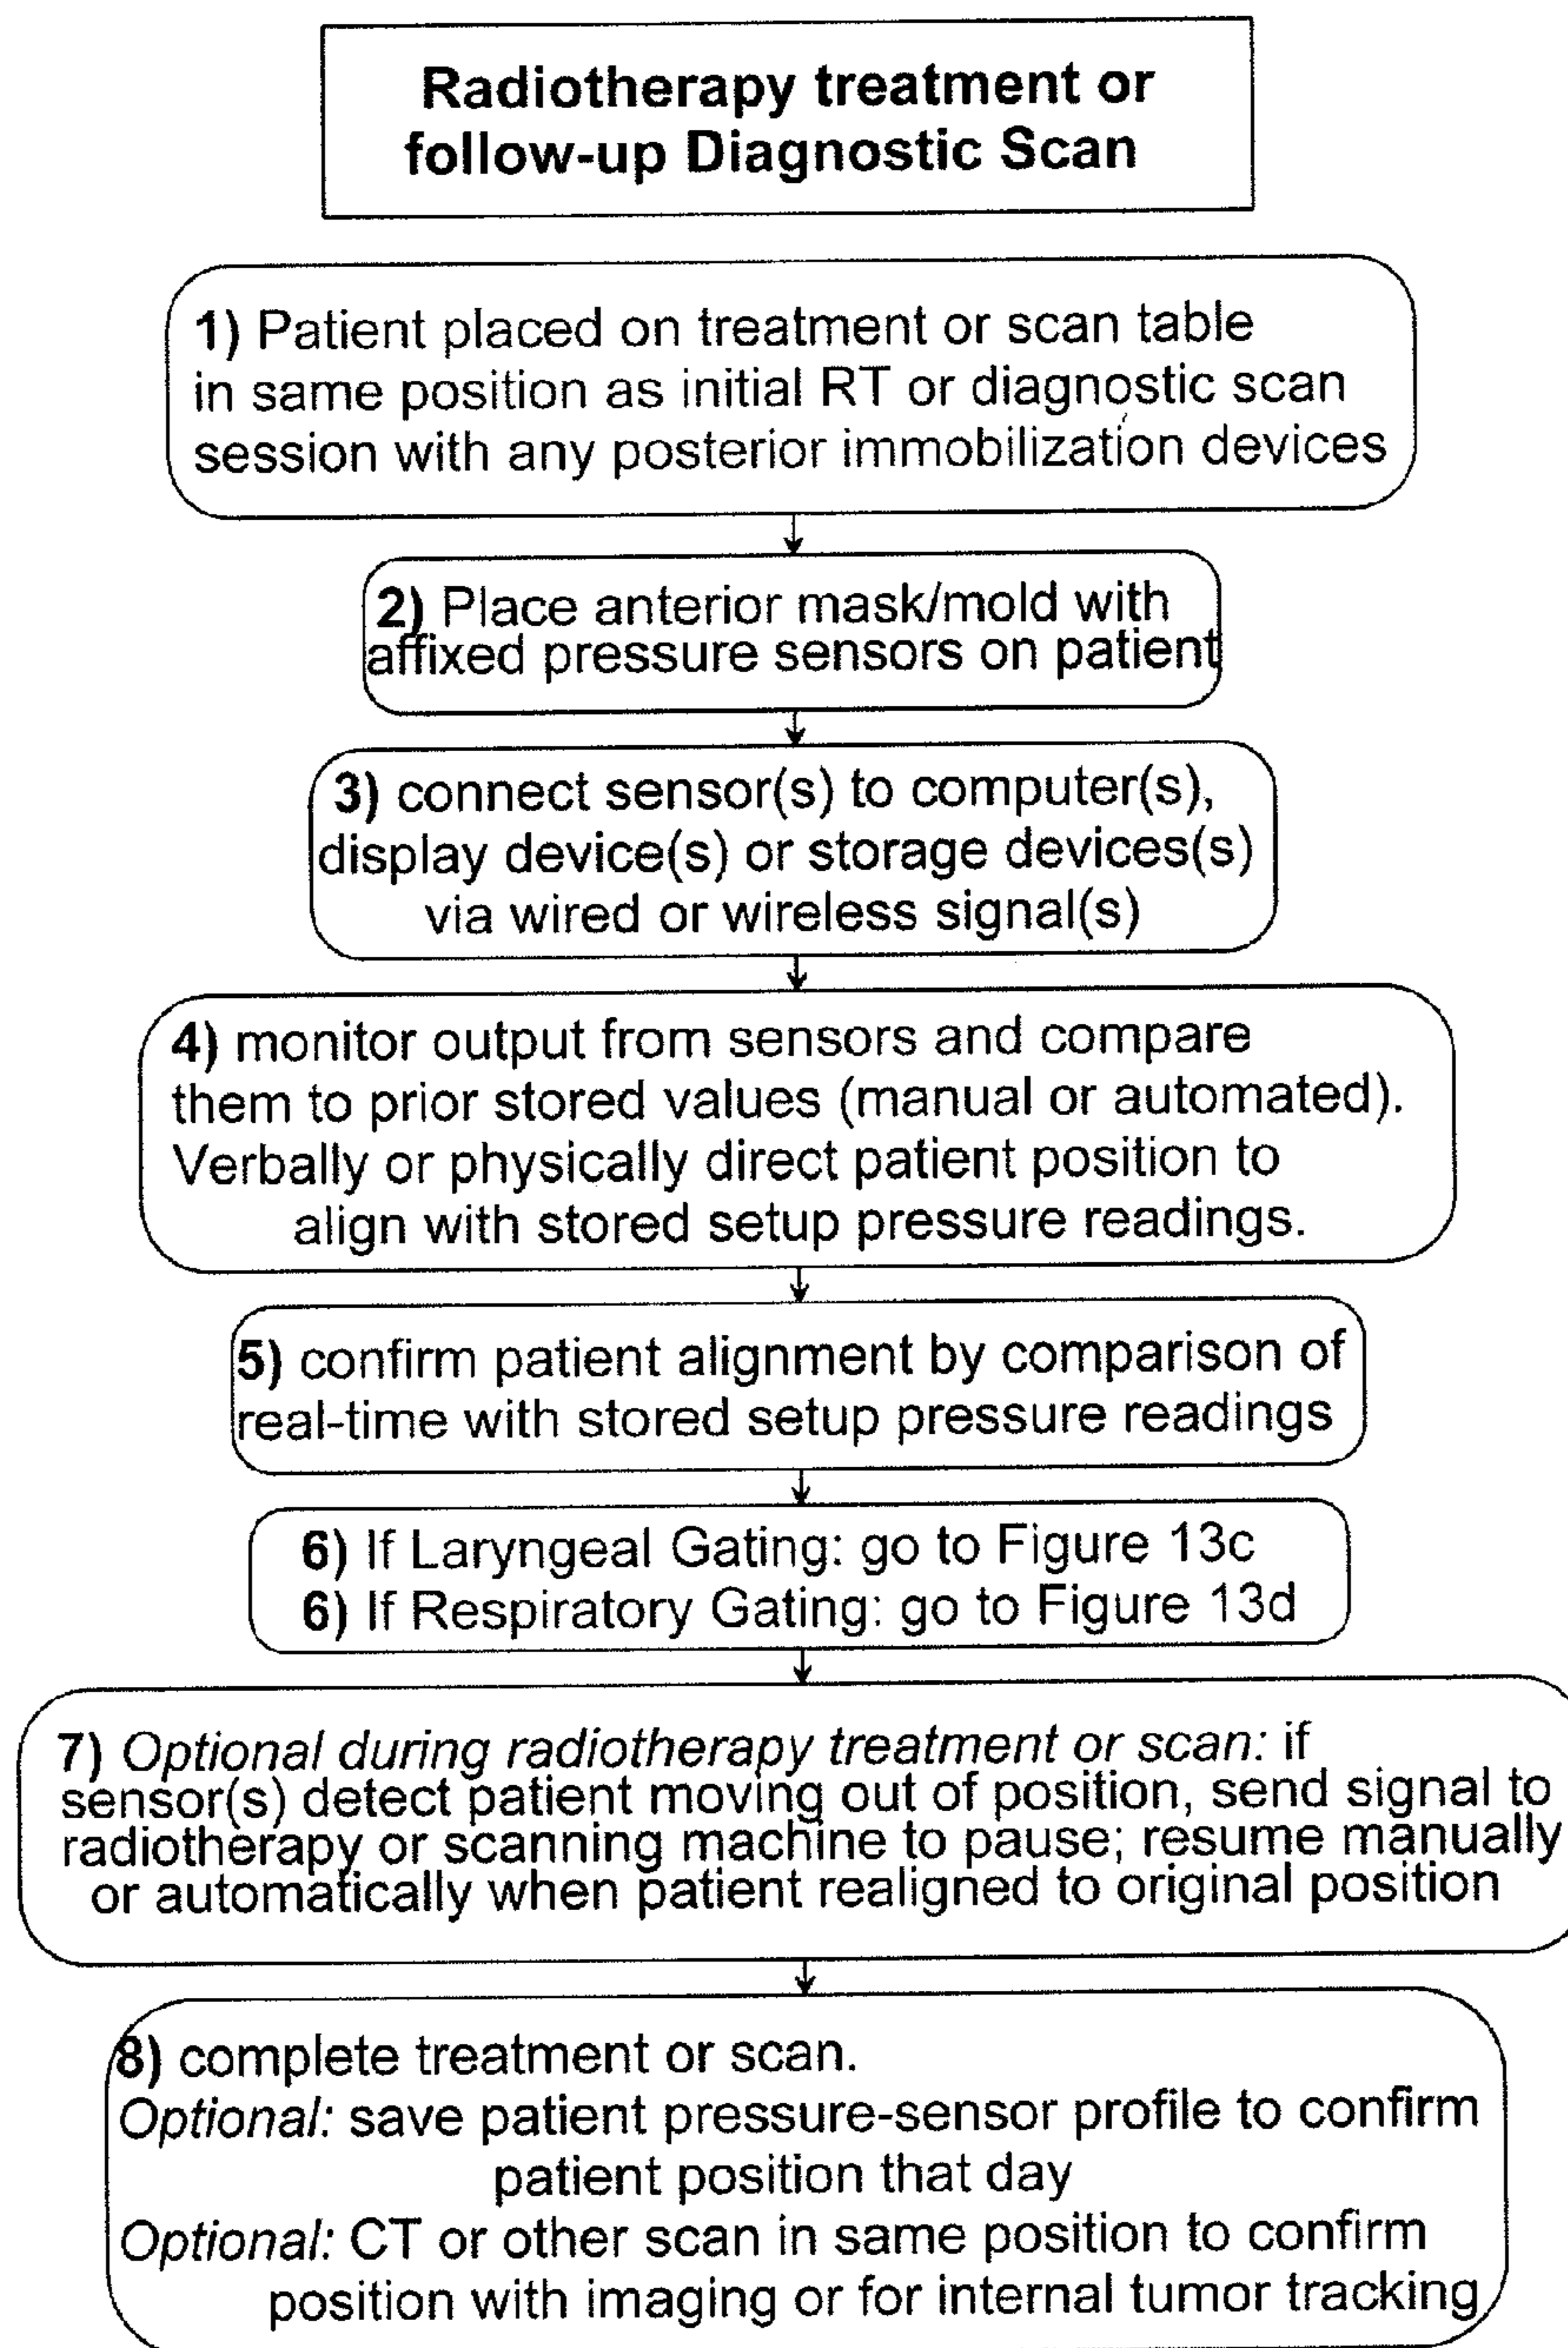 Radiotherapy treatment or
follow-up Diagnostic Scan
1) Patient placed on treatment or scan table
in same position as initial RT or diagnostic scan
session with any posterior immobilization devices
2) Place anterior mask/mold with
affixed pressure sensors on patient
3) connect sensor(s) to computer(s),
display device(s) or storage devices(s)
via wired or wireless signal(s)
4) monitor output from sensors and compare
them to prior stored values (manual or automated).
Verbally or physically direct patient position to
align with stored setup pressure readings.
5) confirm patient alignment by comparison of
real-time with stored setup pressure readings
6) If Laryngeal Gating: go to Figure 13c
6) If Respiratory Gating: go to Figure 13d
7) Optional during radiotherapy treatment or scan: if
sensor(s) detect patient moving out of position, send signal to
radiotherapy or scanning machine to pause; resume manually
or automatically when patient realigned to original position
8) complete treatment or scan.
Optional: save patient pressure-sensor profile to confirm
patient position that day
Optional: CT or other scan in same position to confirm
position with imaging or for internal tumor tracking